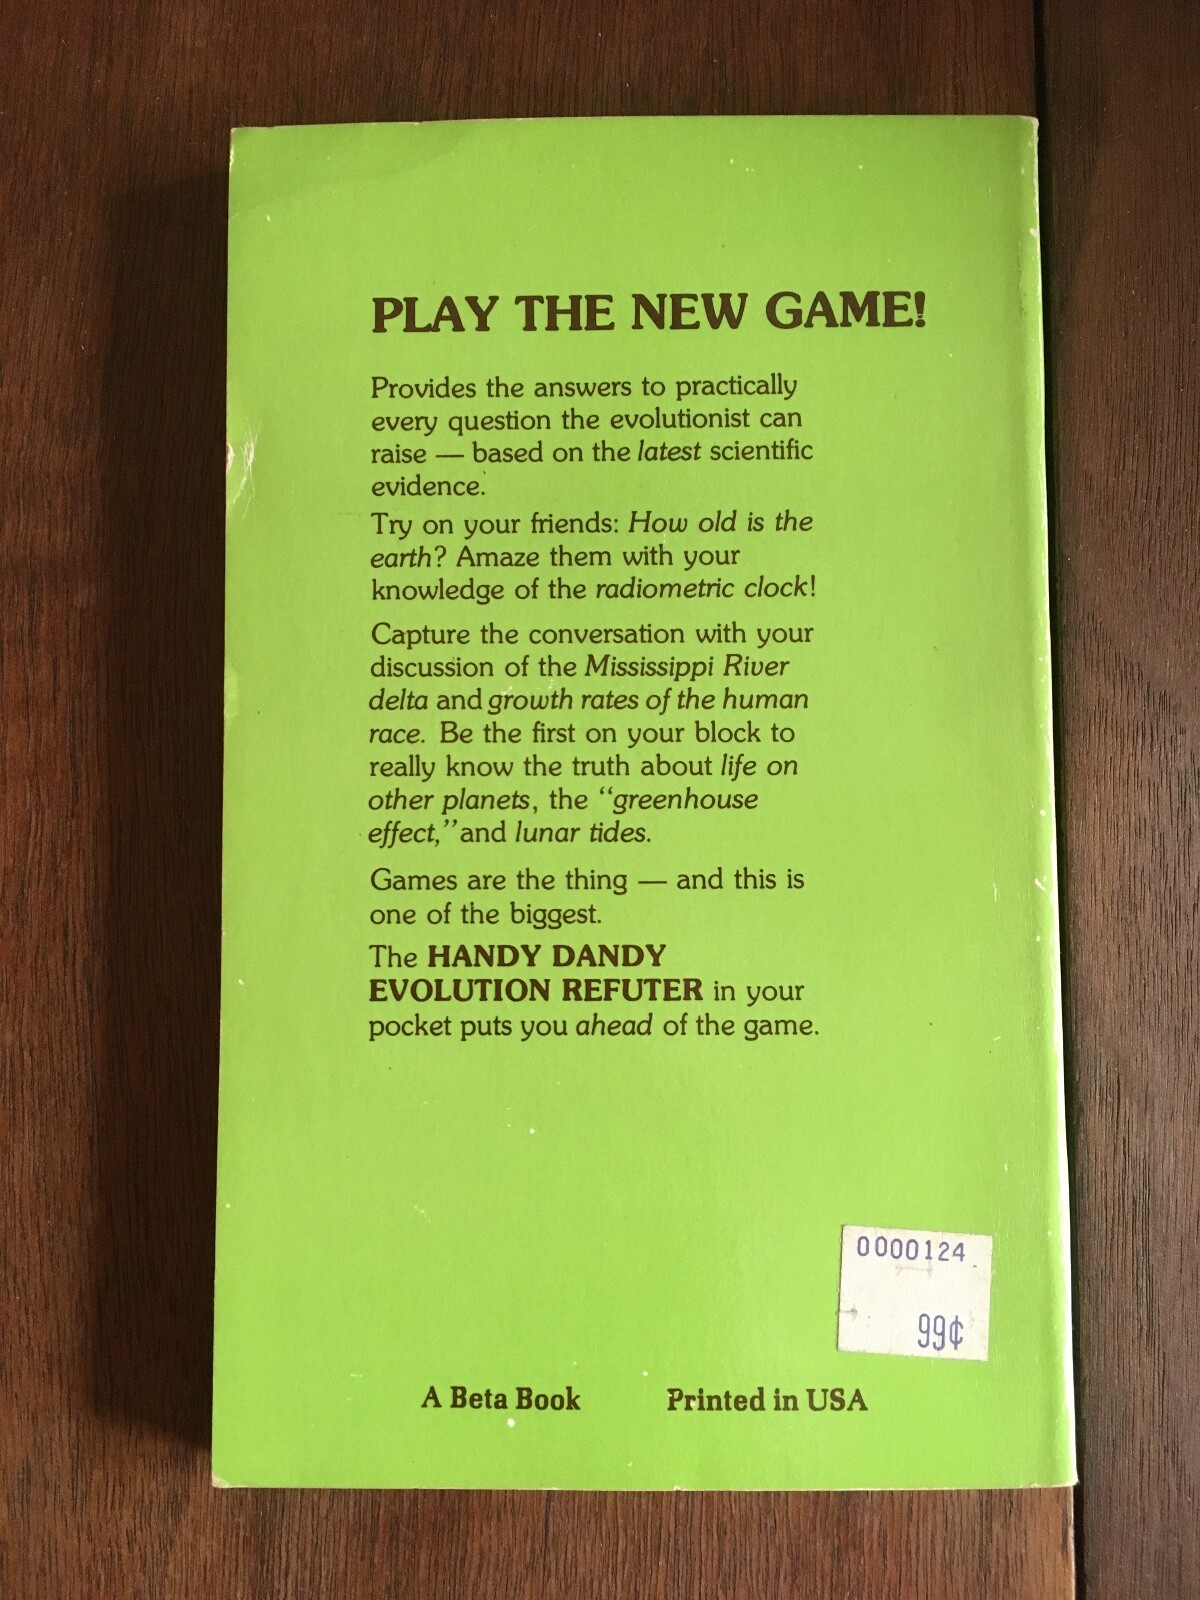 PLAY THE NEW GAME!
Provides the answers to practically
every question the evolutionist can
raise — based on the latest scientific
evidence.
Try on your friends: How old is the
earth? Amaze them with your
knowledge of the radiometric clock!
Capture the conversation with your
discussion of the Mississippi River
delta and growth rates of the human
race. Be the first on your block to
really know the truth about life on
other planets, the “greenhouse
effect,” and lunar tides.
Games are the thing — and this is
one of the biggest.
The HANDY DANDY
EVOLUTION REFUTER in your
pocket puts you ahead of the game.
0000124
99¢
A Beta Book Printed in USA